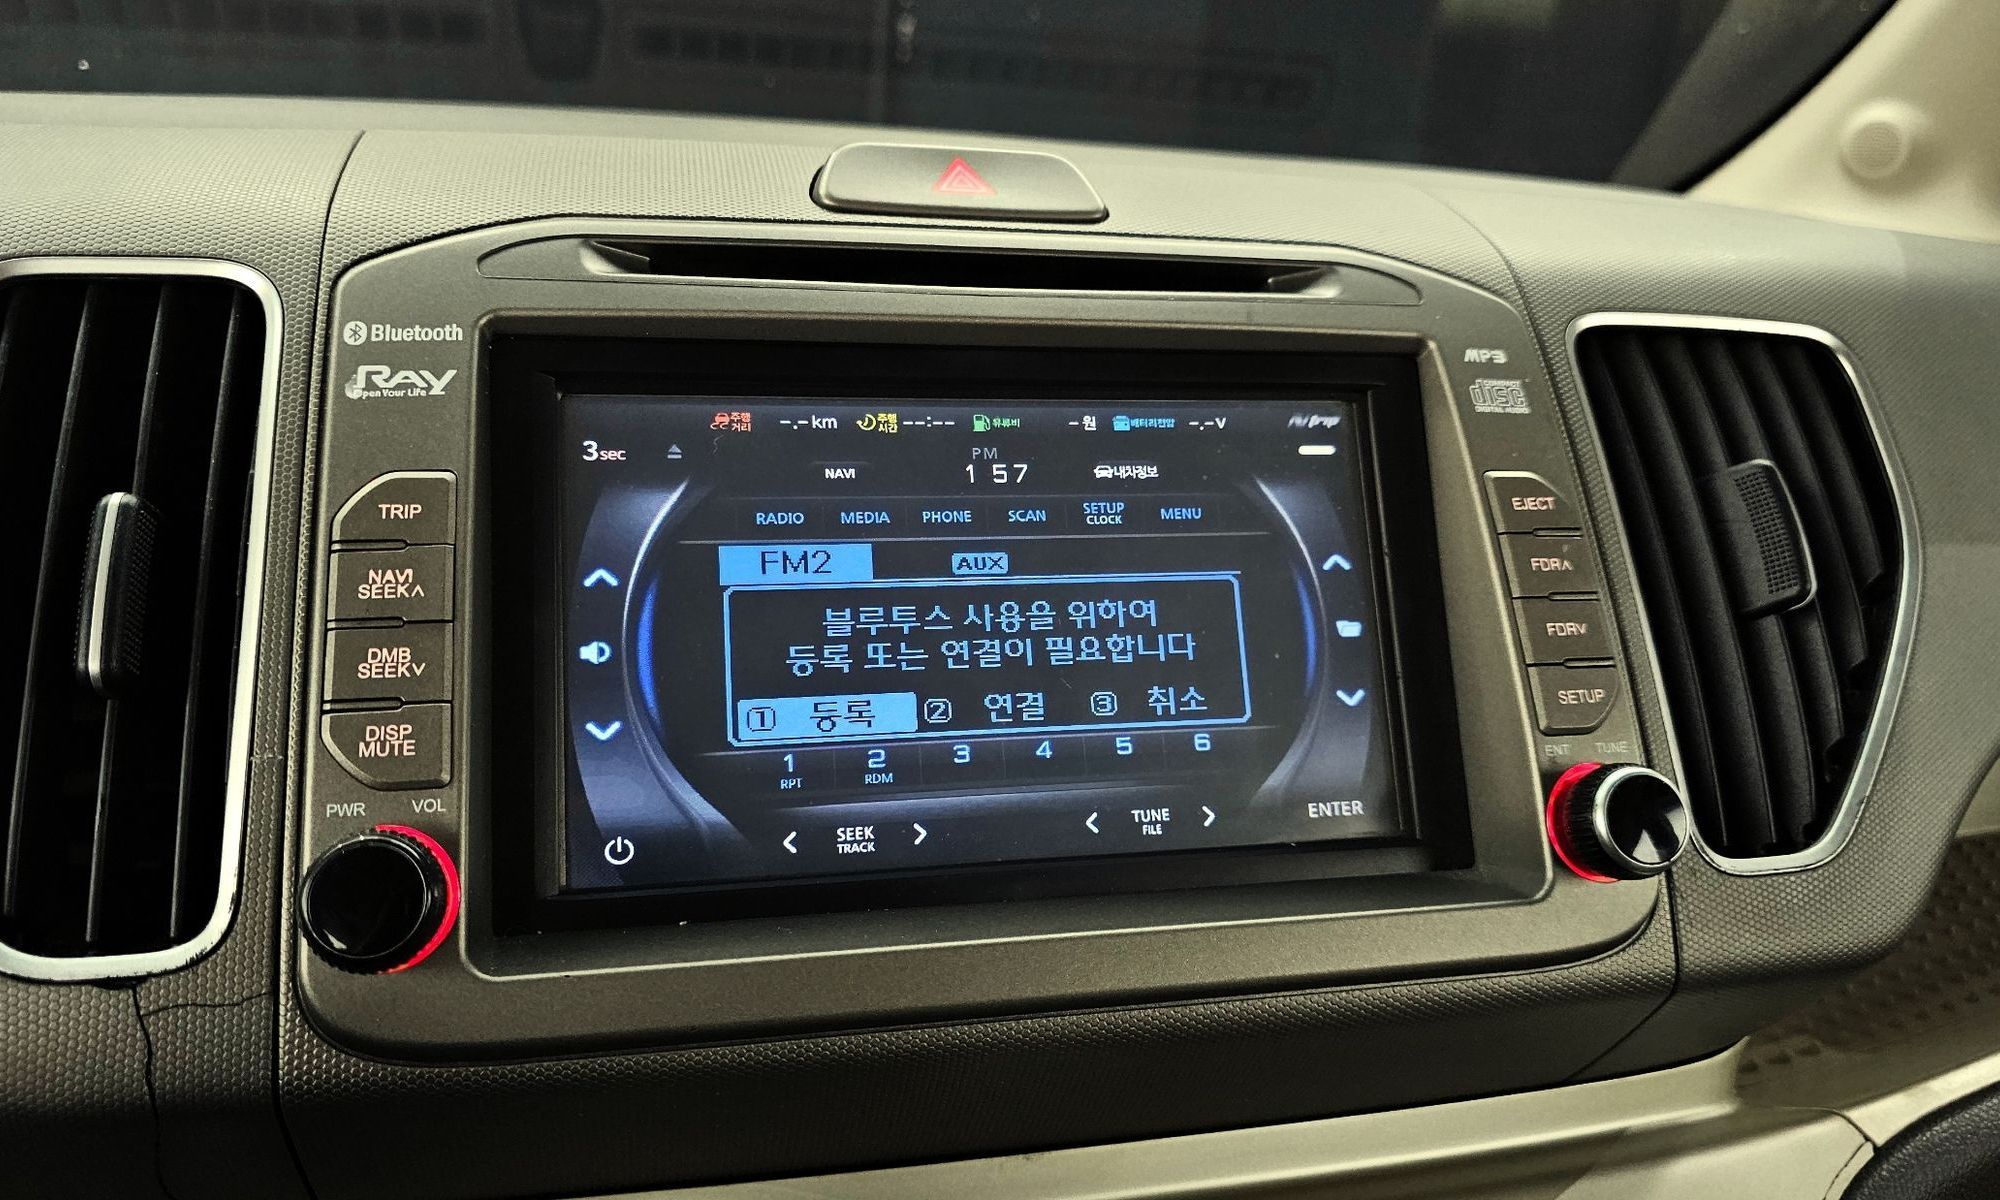 Bluetooth
RAY
Open Your Life
TRIP
NAVI
SEEK∧
DMB
SEEK∨
DISP
MUTE
PWR VOL
주행
거리 -.-km 주행
시간 --:-- 유류비 -원 배터리전압 -.-V
3sec
PM
NAVI 1 57 내차정보
RADIO MEDIA PHONE SCAN SETUP
CLOCK MENU
FM2 AUX
블루투스 사용을 위하여
등록 또는 연결이 필요합니다
① 등록 ② 연결 ③ 취소
1 2 3 4 5 6
RPT RDM
< SEEK
TRACK > < TUNE
FILE > ENTER
MP3
COMPACT
disc
DIGITAL AUDIO
EJECT
FDR∧
FDR∨
SETUP
ENT TUNE